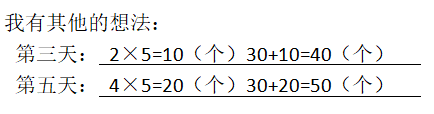 我有其他的想法：
第三天： 2×5=10（个）30+10=40（个）
第五天： 4×5=20（个）30+20=50（个）